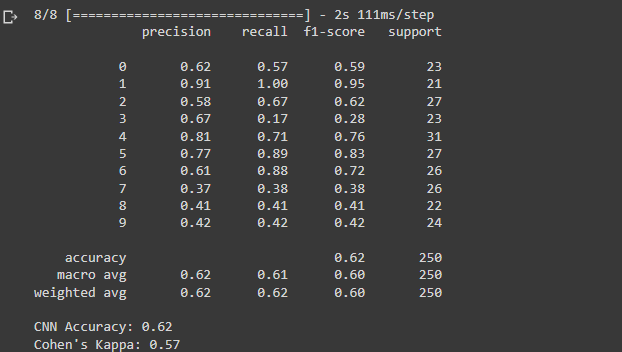 8/8 [==============================] - 2s 111ms/step
precision recall f1-score support
0 0.62 0.57 0.59 23
1 0.91 1.00 0.95 21
2 0.58 0.67 0.62 27
3 0.67 0.17 0.28 23
4 0.81 0.71 0.76 31
5 0.77 0.89 0.83 27
6 0.61 0.88 0.72 26
7 0.37 0.38 0.38 26
8 0.41 0.41 0.41 22
9 0.42 0.42 0.42 24
accuracy 0.62 250
macro avg 0.62 0.61 0.60 250
weighted avg 0.62 0.62 0.60 250
CNN Accuracy: 0.62
Cohen's Kappa: 0.57